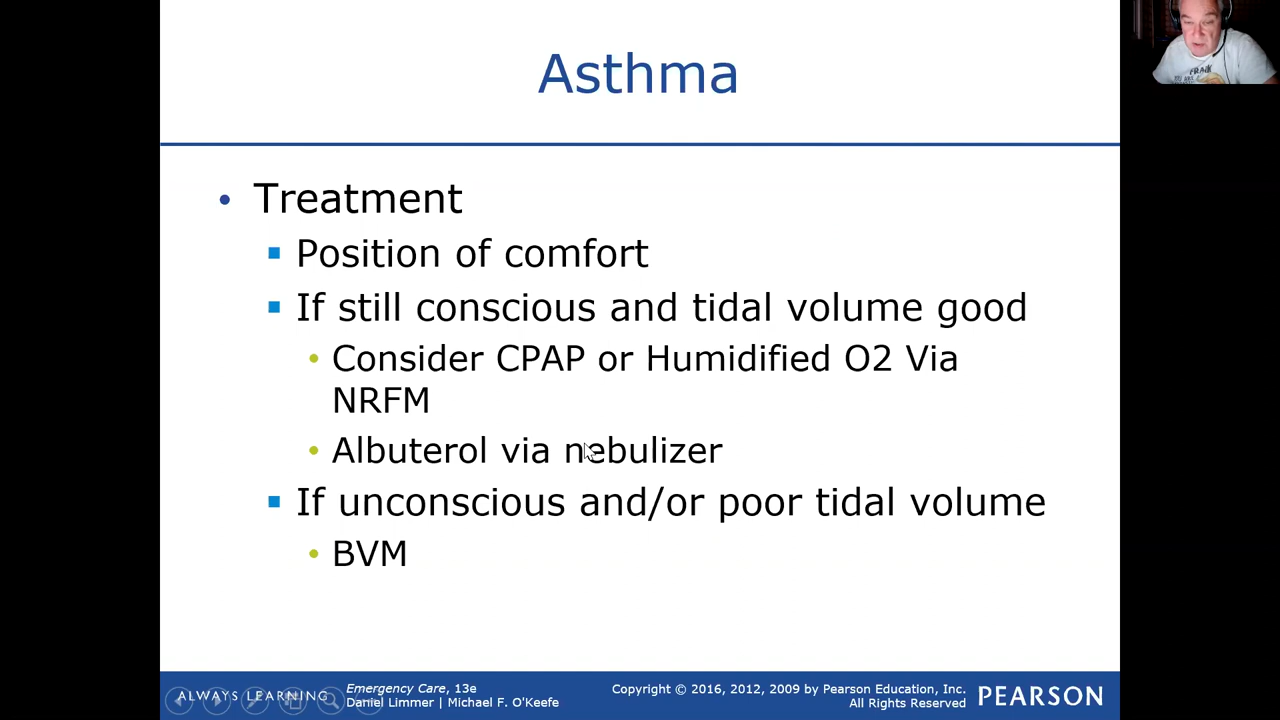 Asthma
• Treatment
▪ Position of comfort
▪ If still conscious and tidal volume good
• Consider CPAP or Humidified O2 Via
NRFM
• Albuterol via nebulizer
▪ If unconscious and/or poor tidal volume
• BVM
ALWAYS LEARNING
Emergency Care, 13e
Daniel Limmer | Michael F. O'Keefe
Copyright © 2016, 2012, 2009 by Pearson Education, Inc.
All Rights Reserved
PEARSON
FRANK